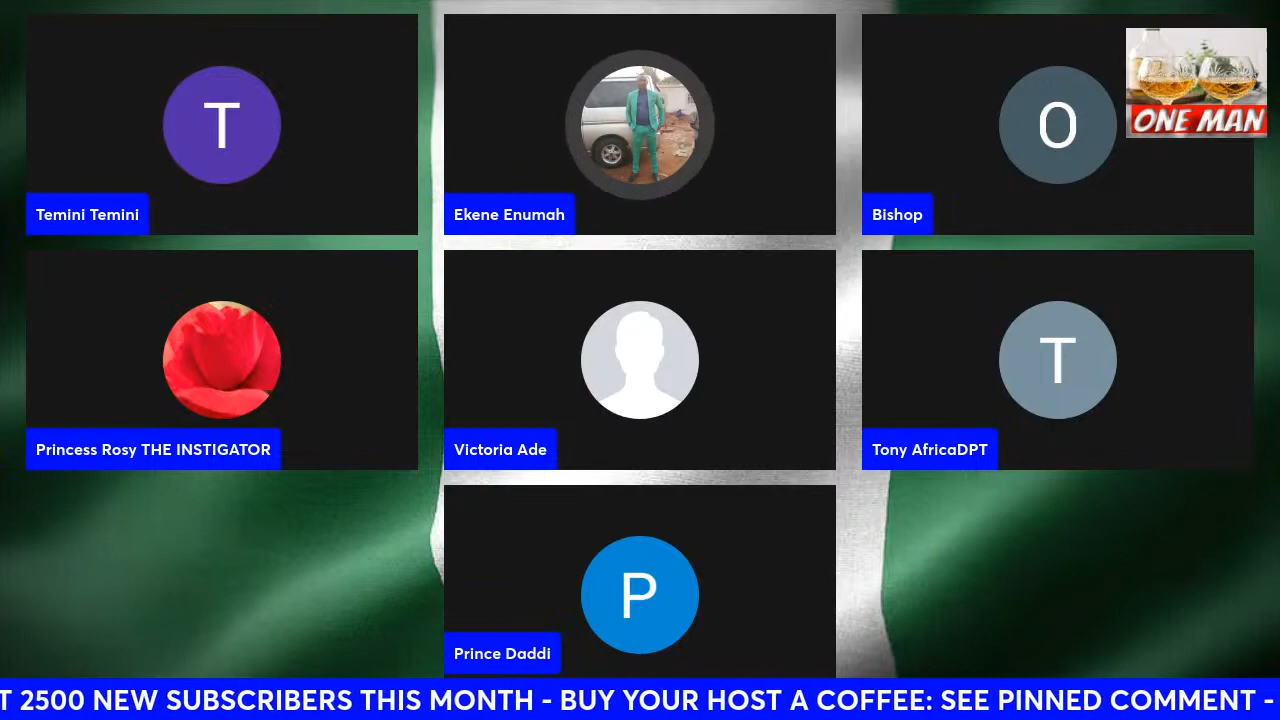 T
Temini Temini
Ekene Enumah
O
Bishop
ONE MAN
Princess Rosy THE INSTIGATOR
Victoria Ade
T
Tony AfricaDPT
P
Prince Daddi
T 2500 NEW SUBSCRIBERS THIS MONTH - BUY YOUR HOST A COFFEE: SEE PINNED COMMENT -